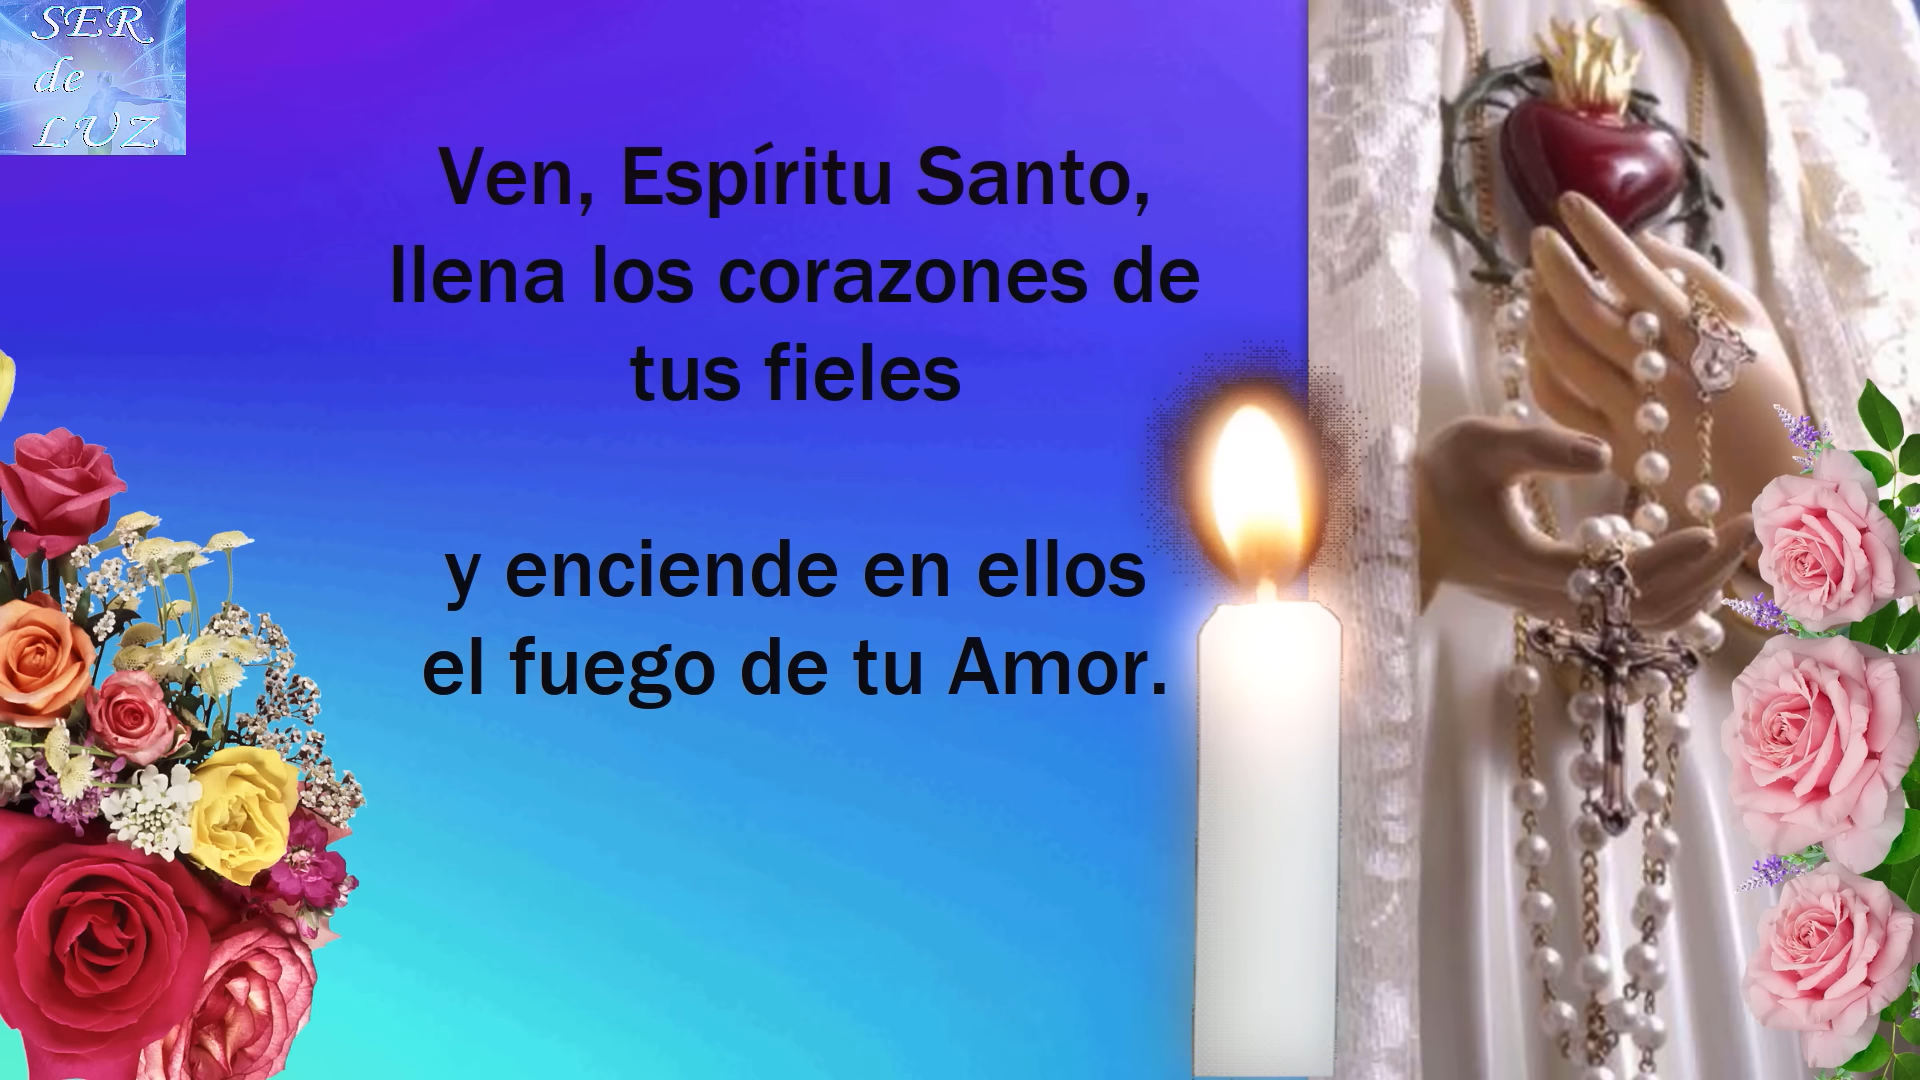 SER
de
LUZ
Ven, Espíritu Santo,
llena los corazones de
tus fieles
y enciende en ellos
el fuego de tu Amor.